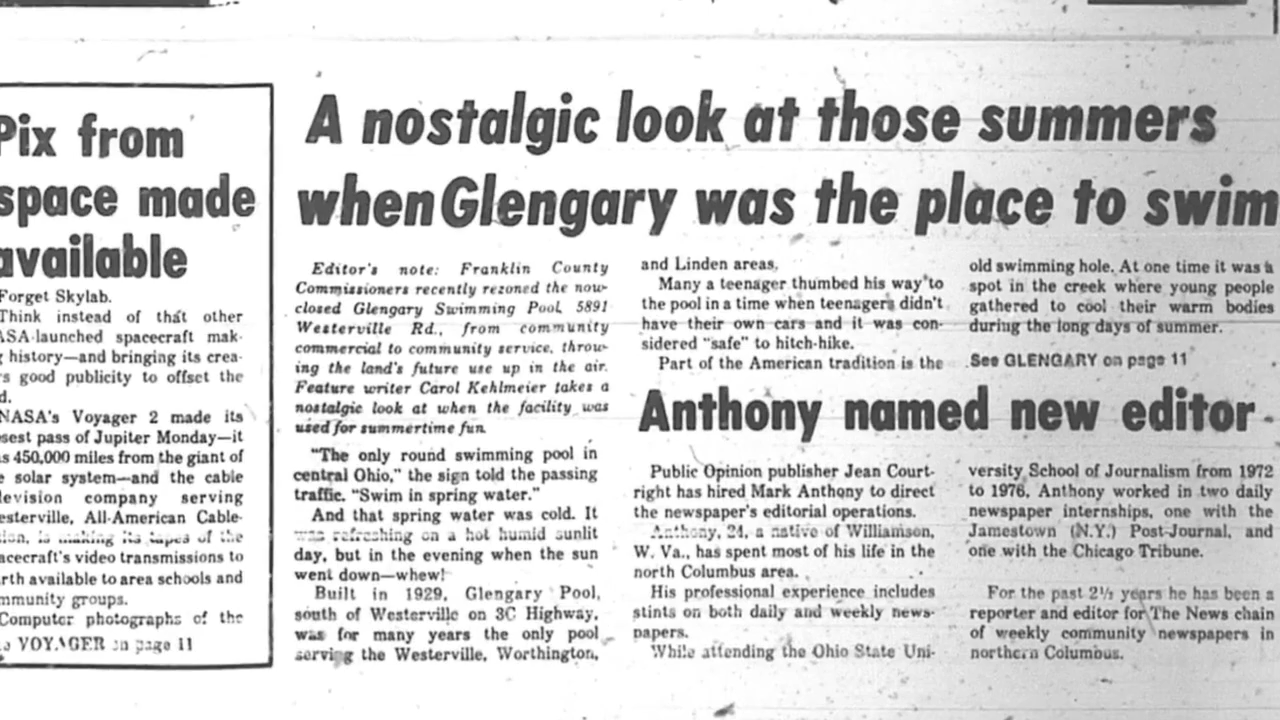 Pix from
space made
available
Forget Skylab.
Think instead of that other
ASA-launched spacecraft mak-
history—and bringing its crea-
good publicity to offset the
NASA's Voyager 2 made its
pass of Jupiter Monday—it
450,000 miles from the giant of
solar system—and the cable
company serving
All-American Cable-
is making its tapes of the
video transmissions to
available to area schools and
groups.
Computer photographs of the
VOYAGER on page 11
A nostalgic look at those summers
when Glengary was the place to swim
Editor's note: Franklin County
Commissioners recently rezoned the now-
closed Glengary Swimming Pool, 5891
Westerville Rd., from community
commercial to community service, throw-
ing the land's future use up in the air.
Feature writer Carol Kehlmeier takes a
nostalgic look at when the facility was
used for summertime fun.
"The only round swimming pool in
central Ohio," the sign told the passing
traffic. "Swim in spring water."
And that spring water was cold. It
was refreshing on a hot humid sunlit
day, but in the evening when the sun
went down—whew!
Built in 1929, Glengary Pool,
south of Westerville on 3C Highway,
was for many years the only pool
serving the Westerville, Worthington,
and Linden areas.
Many a teenager thumbed his way to
the pool in a time when teenagers didn't
have their own cars and it was con-
sidered "safe" to hitch-hike.
Part of the American tradition is the
old swimming hole. At one time it was a
spot in the creek where young people
gathered to cool their warm bodies
during the long days of summer.
See GLENGARY on page 11
Anthony named new editor
Public Opinion publisher Jean Court-
right has hired Mark Anthony to direct
the newspaper's editorial operations.
Anthony, 24, a native of Williamson,
W. Va., has spent most of his life in the
north Columbus area.
His professional experience includes
stints on both daily and weekly news-
papers.
While attending the Ohio State Uni-
versity School of Journalism from 1972
to 1976, Anthony worked in two daily
newspaper internships, one with the
Jamestown (N.Y.) Post-Journal, and
one with the Chicago Tribune.
For the past 2½ years he has been a
reporter and editor for The News chain
of weekly community newspapers in
northern Columbus.